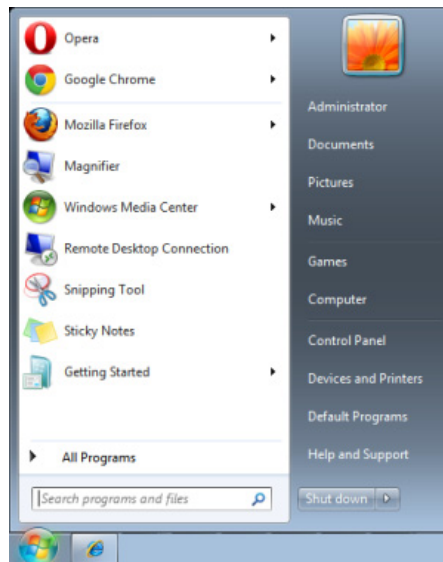 Opera
Google Chrome
Mozilla Firefox
Magnifier
Windows Media Center
Remote Desktop Connection
Snipping Tool
Sticky Notes
Getting Started
All Programs
Search programs and files
Administrator
Documents
Pictures
Music
Games
Computer
Control Panel
Devices and Printers
Default Programs
Help and Support
Shut down